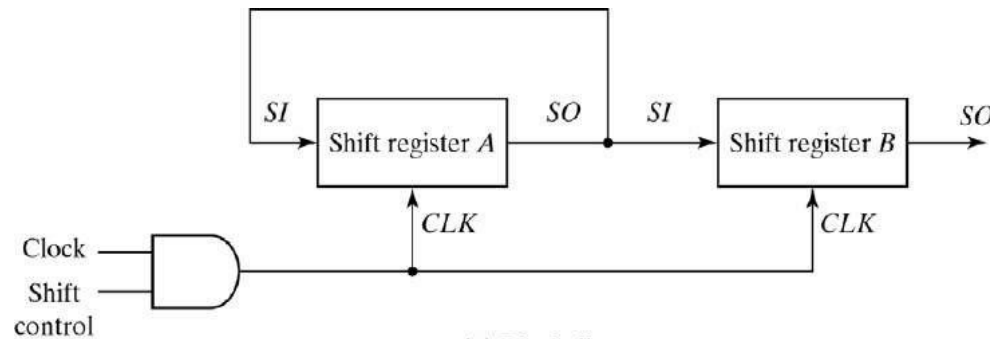 SI
Shift register A
SO
SI
Shift register B
SO
CLK
CLK
Clock
Shift
control